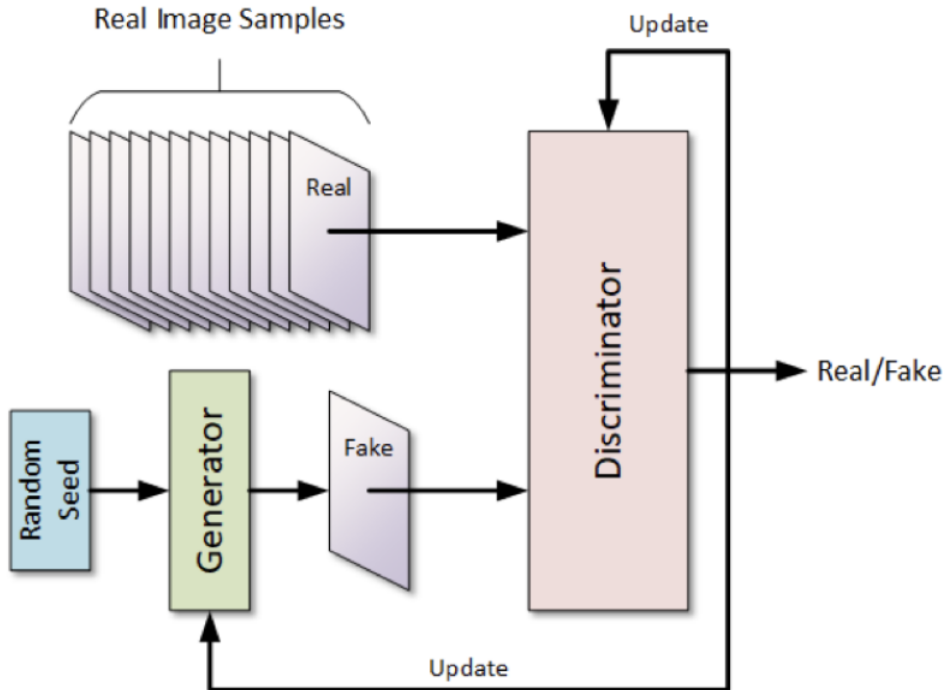 Real Image Samples
Update
Real
Discriminator
Real/Fake
Random
Seed
Generator
Fake
Update